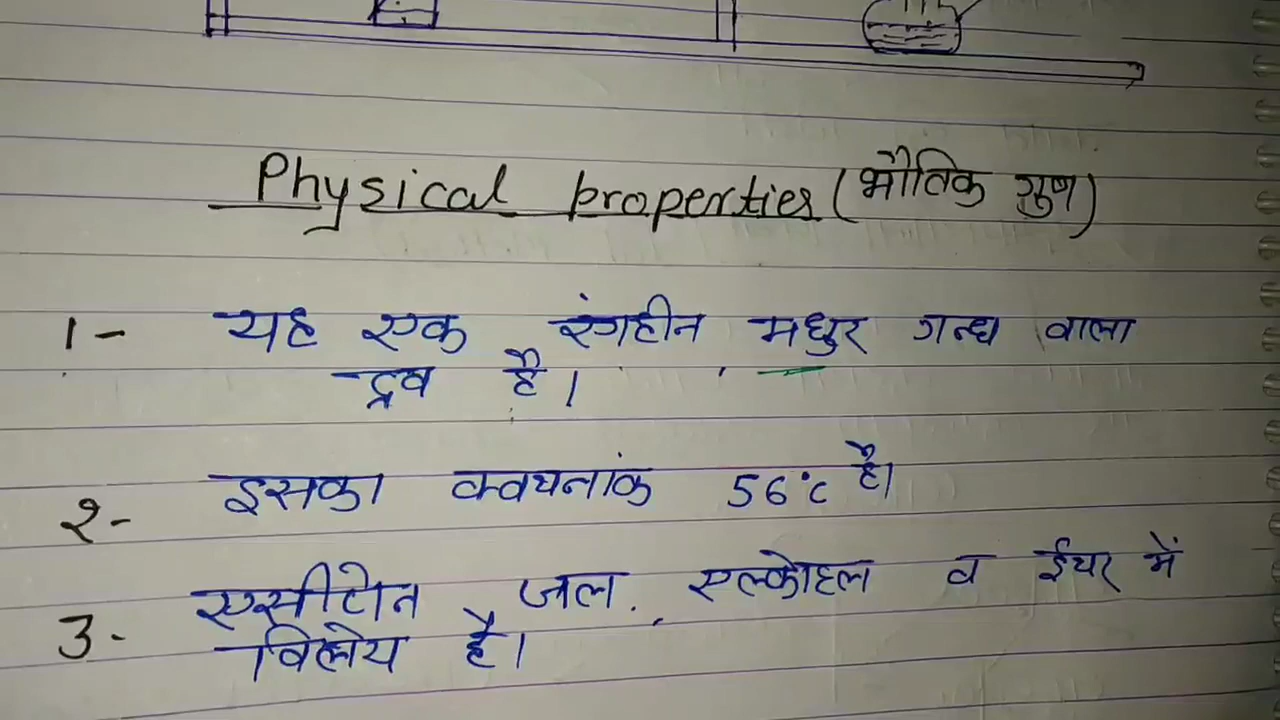 Physical properties (भौतिक गुण)
1- यह एक रंगहीन मधुर गन्ध वाला
द्रव है।
2- इसका क्वथनांक 56°c है।
3- एसीटोन जल, एल्कोहल व ईथर में
विलेय है।